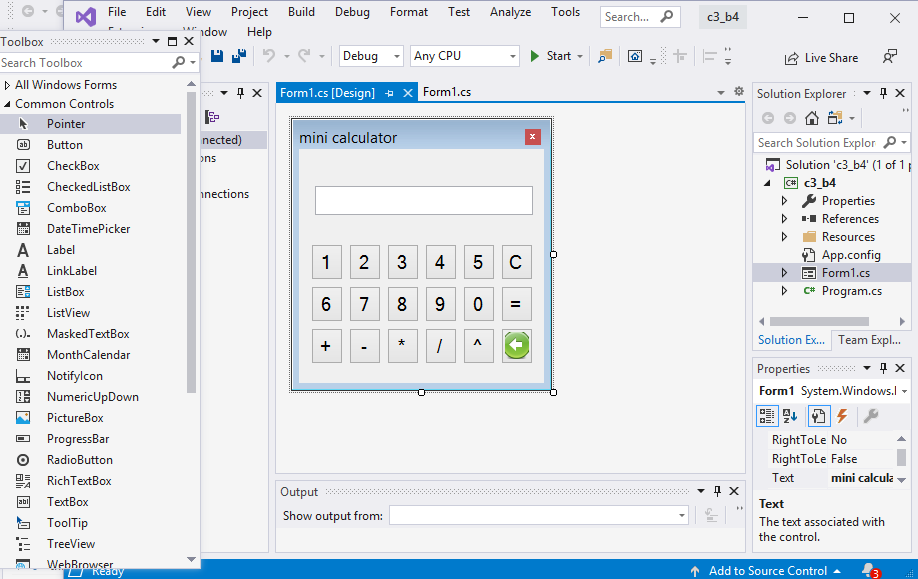 File Edit View Project Build Debug Format Test Analyze Tools Search... c3_b4
Window Help
Debug Any CPU Start Live Share
Toolbox
Search Toolbox
All Windows Forms
Common Controls
Pointer
Button
CheckBox
CheckedListBox
ComboBox
DateTimePicker
Label
LinkLabel
ListBox
ListView
MaskedTextBox
MonthCalendar
NotifyIcon
NumericUpDown
PictureBox
ProgressBar
RadioButton
RichTextBox
TextBox
ToolTip
TreeView
WebBrowser
nected)
ons
nnections
Form1.cs [Design] Form1.cs
mini calculator
1 2 3 4 5 C
6 7 8 9 0 =
+ - * / ^
Output
Show output from:
Solution Explorer
Search Solution Explor
Solution 'c3_b4' (1 of 1 p
C# c3_b4
Properties
References
Resources
App.config
Form1.cs
C# Program.cs
Solution Ex... Team Expl...
Properties
Form1 System.Windows.I
RightToLe No
RightToLe False
Text mini calcula
Text
The text associated with
the control.
Ready Add to Source Control 3